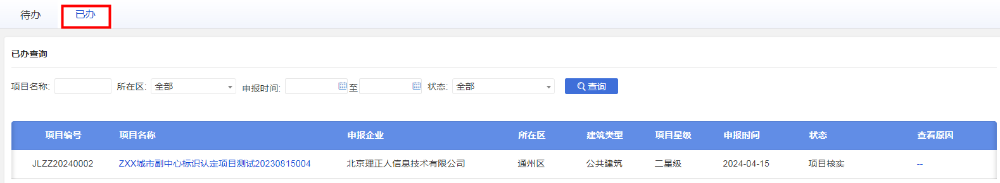 待办 已办
已办查询
项目名称: 所在区: 全部 申报时间: 至 状态: 全部 查询
项目编号 项目名称 申报企业 所在区 建筑类型 项目星级 申报时间 状态 查看原因
JLZZ20240002 ZXX城市副中心标识认定项目测试20230815004 北京理正人信息技术有限公司 通州区 公共建筑 二星级 2024-04-15 项目核实 --